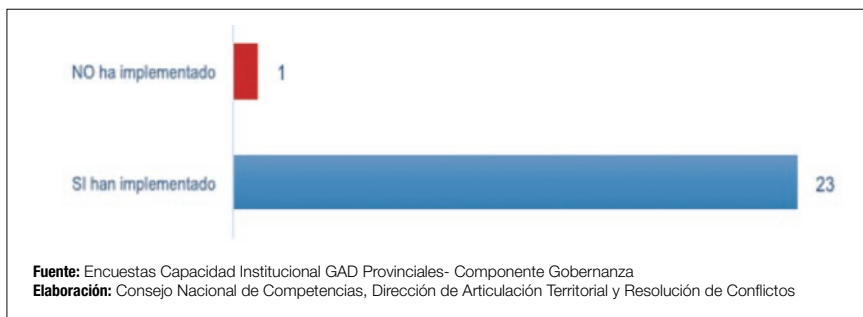 NO ha implementado 1
SI han implementado 23
Fuente: Encuestas Capacidad Institucional GAD Provinciales- Componente Gobernanza
Elaboración: Consejo Nacional de Competencias, Dirección de Articulación Territorial y Resolución de Conflictos